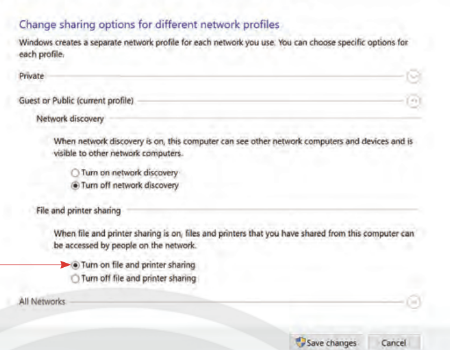 Change sharing options for different network profiles
Windows creates a separate network profile for each network you use. You can choose specific options for
each profile.
Private
Guest or Public (current profile)
Network discovery
When network discovery is on, this computer can see other network computers and devices and is
visible to other network computers.
Turn on network discovery
Turn off network discovery
File and printer sharing
When file and printer sharing is on, files and printers that you have shared from this computer can
be accessed by people on the network.
Turn on file and printer sharing
Turn off file and printer sharing
All Networks
Save changes Cancel